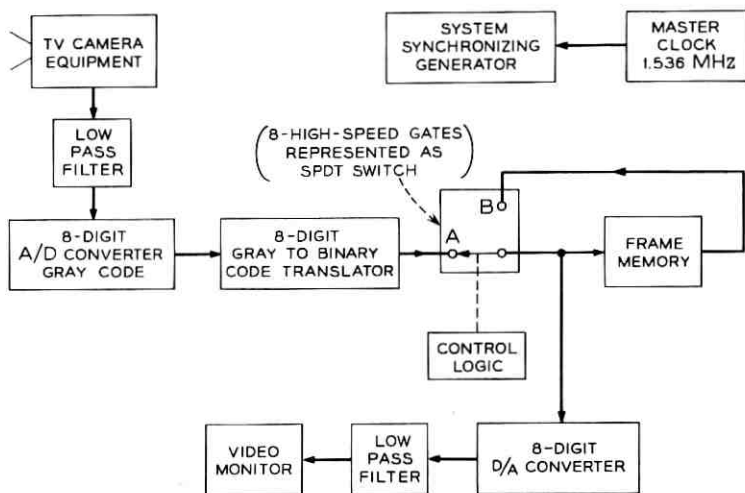 TV CAMERA
EQUIPMENT
SYSTEM
SYNCHRONIZING
GENERATOR
MASTER
CLOCK
1.536 MHz
LOW
PASS
FILTER
8-HIGH-SPEED GATES
REPRESENTED AS
SPDT SWITCH
8-DIGIT
A/D CONVERTER
GRAY CODE
8-DIGIT
GRAY TO BINARY
CODE TRANSLATOR
A
B
FRAME
MEMORY
CONTROL
LOGIC
VIDEO
MONITOR
LOW
PASS
FILTER
8-DIGIT
D/A CONVERTER